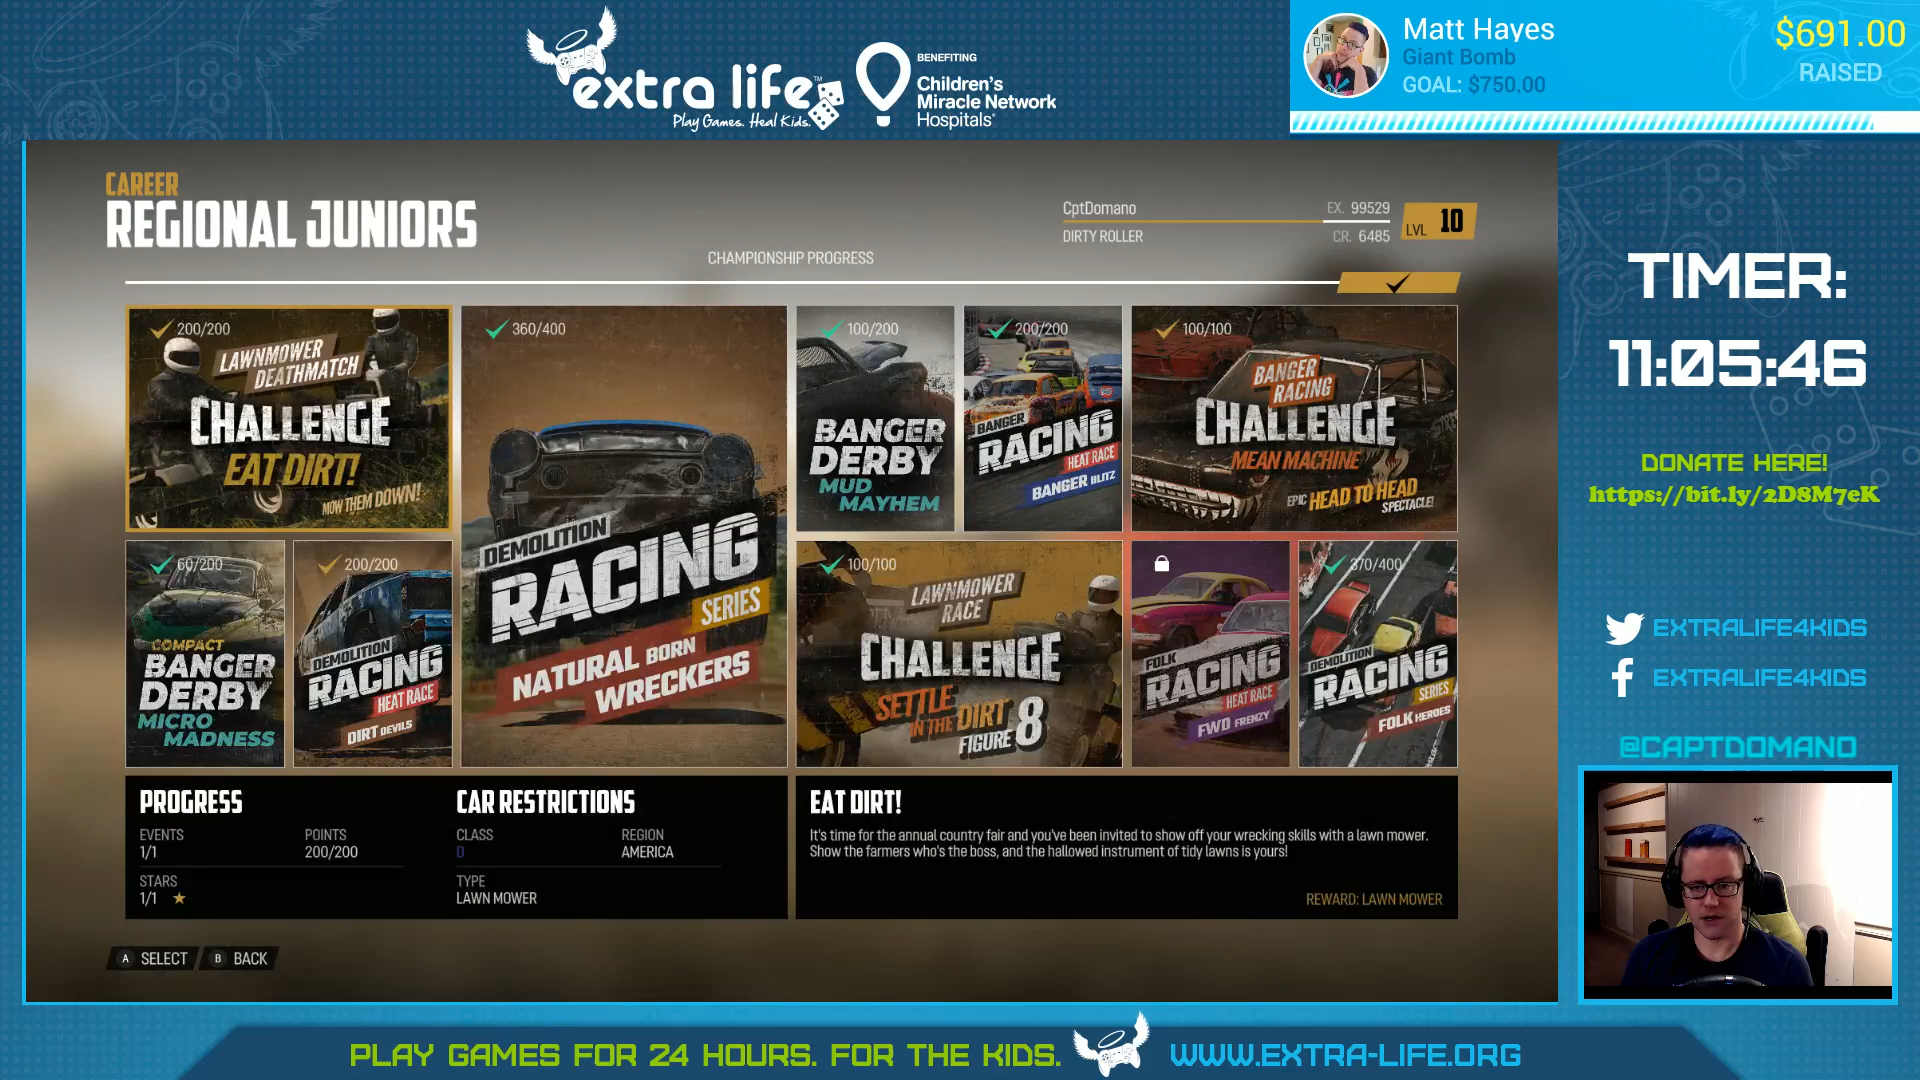 extra life™
Play Games. Heal Kids.
BENEFITING
Children's
Miracle Network
Hospitals
Matt Hayes
Giant Bomb
GOAL: $750.00
$691.00
RAISED
CAREER
REGIONAL JUNIORS
CptDomano
EX. 99529
DIRTY ROLLER
CR. 6485
LVL 10
CHAMPIONSHIP PROGRESS
200/200
LAWNMOWER
DEATHMATCH
CHALLENGE
EAT DIRT!
MOW THEM DOWN!
360/400
DEMOLITION
RACING
SERIES
NATURAL BORN
WRECKERS
100/200
BANGER
DERBY
MUD
MAYHEM
200/200
BANGER
RACING
HEAT RACE
BANGER BLITZ
100/100
BANGER
RACING
CHALLENGE
MEAN MACHINE
EPIC HEAD TO HEAD
SPECTACLE!
60/200
COMPACT
BANGER
DERBY
MICRO
MADNESS
200/200
DEMOLITION
RACING
HEAT RACE
DIRT DEVILS
100/100
LAWNMOWER
RACE
CHALLENGE
SETTLE
IN THE DIRT
FIGURE 8
FOLK
RACING
HEAT RACE
FWD FRENZY
370/400
DEMOLITION
RACING
SERIES
FOLK HEROES
PROGRESS
EVENTS
1/1
POINTS
200/200
STARS
1/1
CAR RESTRICTIONS
CLASS
D
REGION
AMERICA
TYPE
LAWN MOWER
EAT DIRT!
It's time for the annual country fair and you've been invited to show off your wrecking skills with a lawn mower.
Show the farmers who's the boss, and the hallowed instrument of tidy lawns is yours!
REWARD: LAWN MOWER
A SELECT
B BACK
TIMER:
11:05:46
DONATE HERE!
https://bit.ly/2D8M7eK
EXTRALIFE4KIDS
EXTRALIFE4KIDS
@CAPTDOMANO
PLAY GAMES FOR 24 HOURS. FOR THE KIDS.
WWW.EXTRA-LIFE.ORG